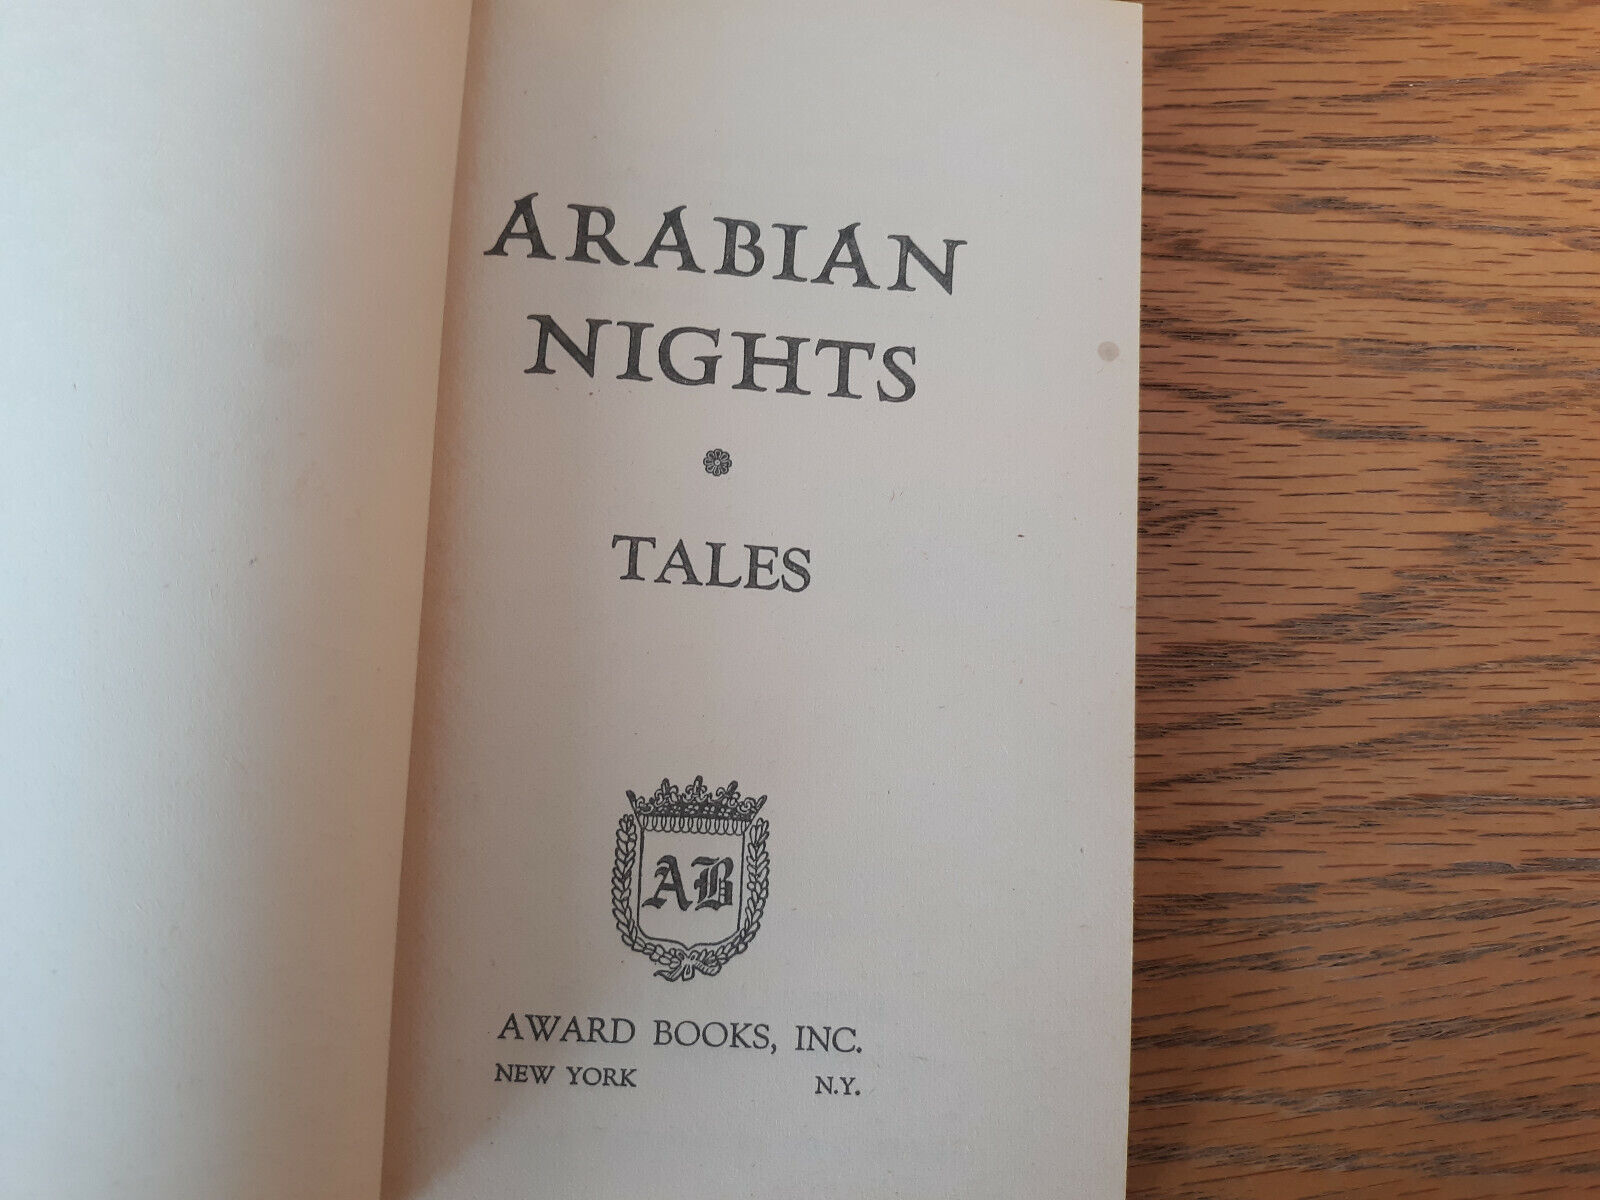 ARABIAN
NIGHTS
TALES
AB
AWARD BOOKS, INC.
NEW YORK N.Y.